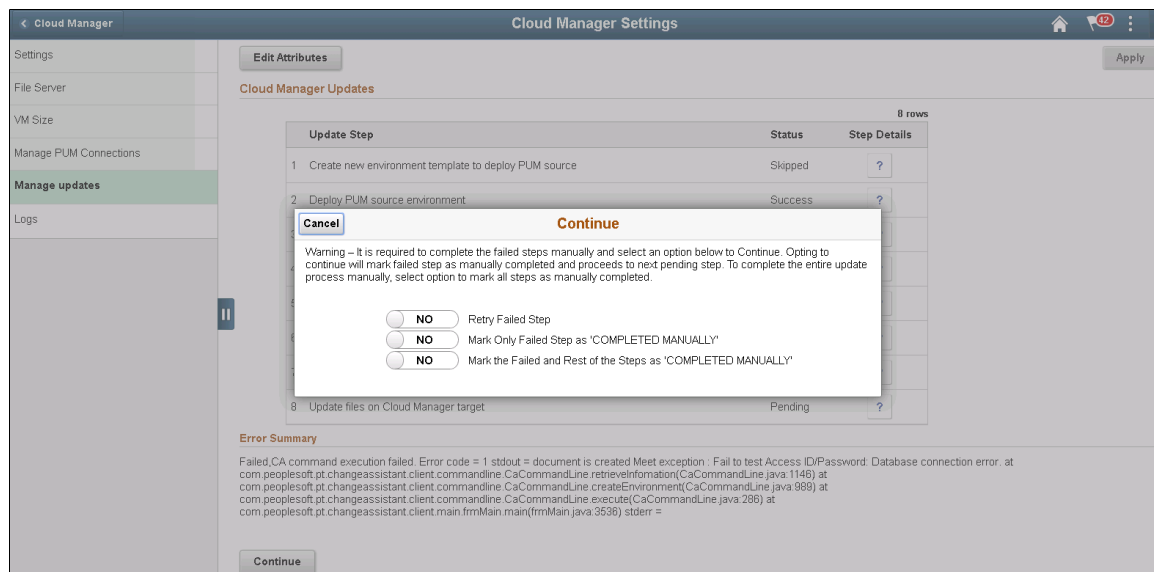 Cloud Manager
Cloud Manager Settings
42
Settings
File Server
VM Size
Manage PUM Connections
Manage updates
Logs
Edit Attributes
Apply
Cloud Manager Updates
8 rows
Update Step Status Step Details
1 Create new environment template to deploy PUM source Skipped ?
2 Deploy PUM source environment Success ?
Cancel
Continue
Warning – It is required to complete the failed steps manually and select an option below to Continue. Opting to
continue will mark failed step as manually completed and proceeds to next pending step. To complete the entire update
process manually, select option to mark all steps as manually completed.
NO Retry Failed Step
NO Mark Only Failed Step as 'COMPLETED MANUALLY'
NO Mark the Failed and Rest of the Steps as 'COMPLETED MANUALLY'
8 Update files on Cloud Manager target Pending ?
Error Summary
Failed,CA command execution failed. Error code = 1 stdout = document is created Meet exception : Fail to test Access ID/Password: Database connection error. at
com.peoplesoft.pt.changeassistant.client.commandline.CaCommandLine.retrieveInfomation(CaCommandLine.java:1146) at
com.peoplesoft.pt.changeassistant.client.commandline.CaCommandLine.createEnvironment(CaCommandLine.java:989) at
com.peoplesoft.pt.changeassistant.client.commandline.CaCommandLine.execute(CaCommandLine.java:286) at
com.peoplesoft.pt.changeassistant.client.main.frmMain.main(frmMain.java:3536) stderr =
Continue